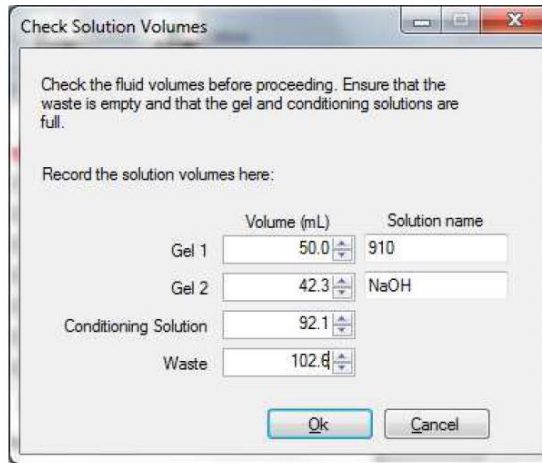 Check Solution Volumes
Check the fluid volumes before proceeding. Ensure that the
waste is empty and that the gel and conditioning solutions are
full.
Record the solution volumes here:
Volume (mL) Solution name
Gel 1 50.0 910
Gel 2 42.3 NaOH
Conditioning Solution 92.1
Waste 102.6
Ok Cancel